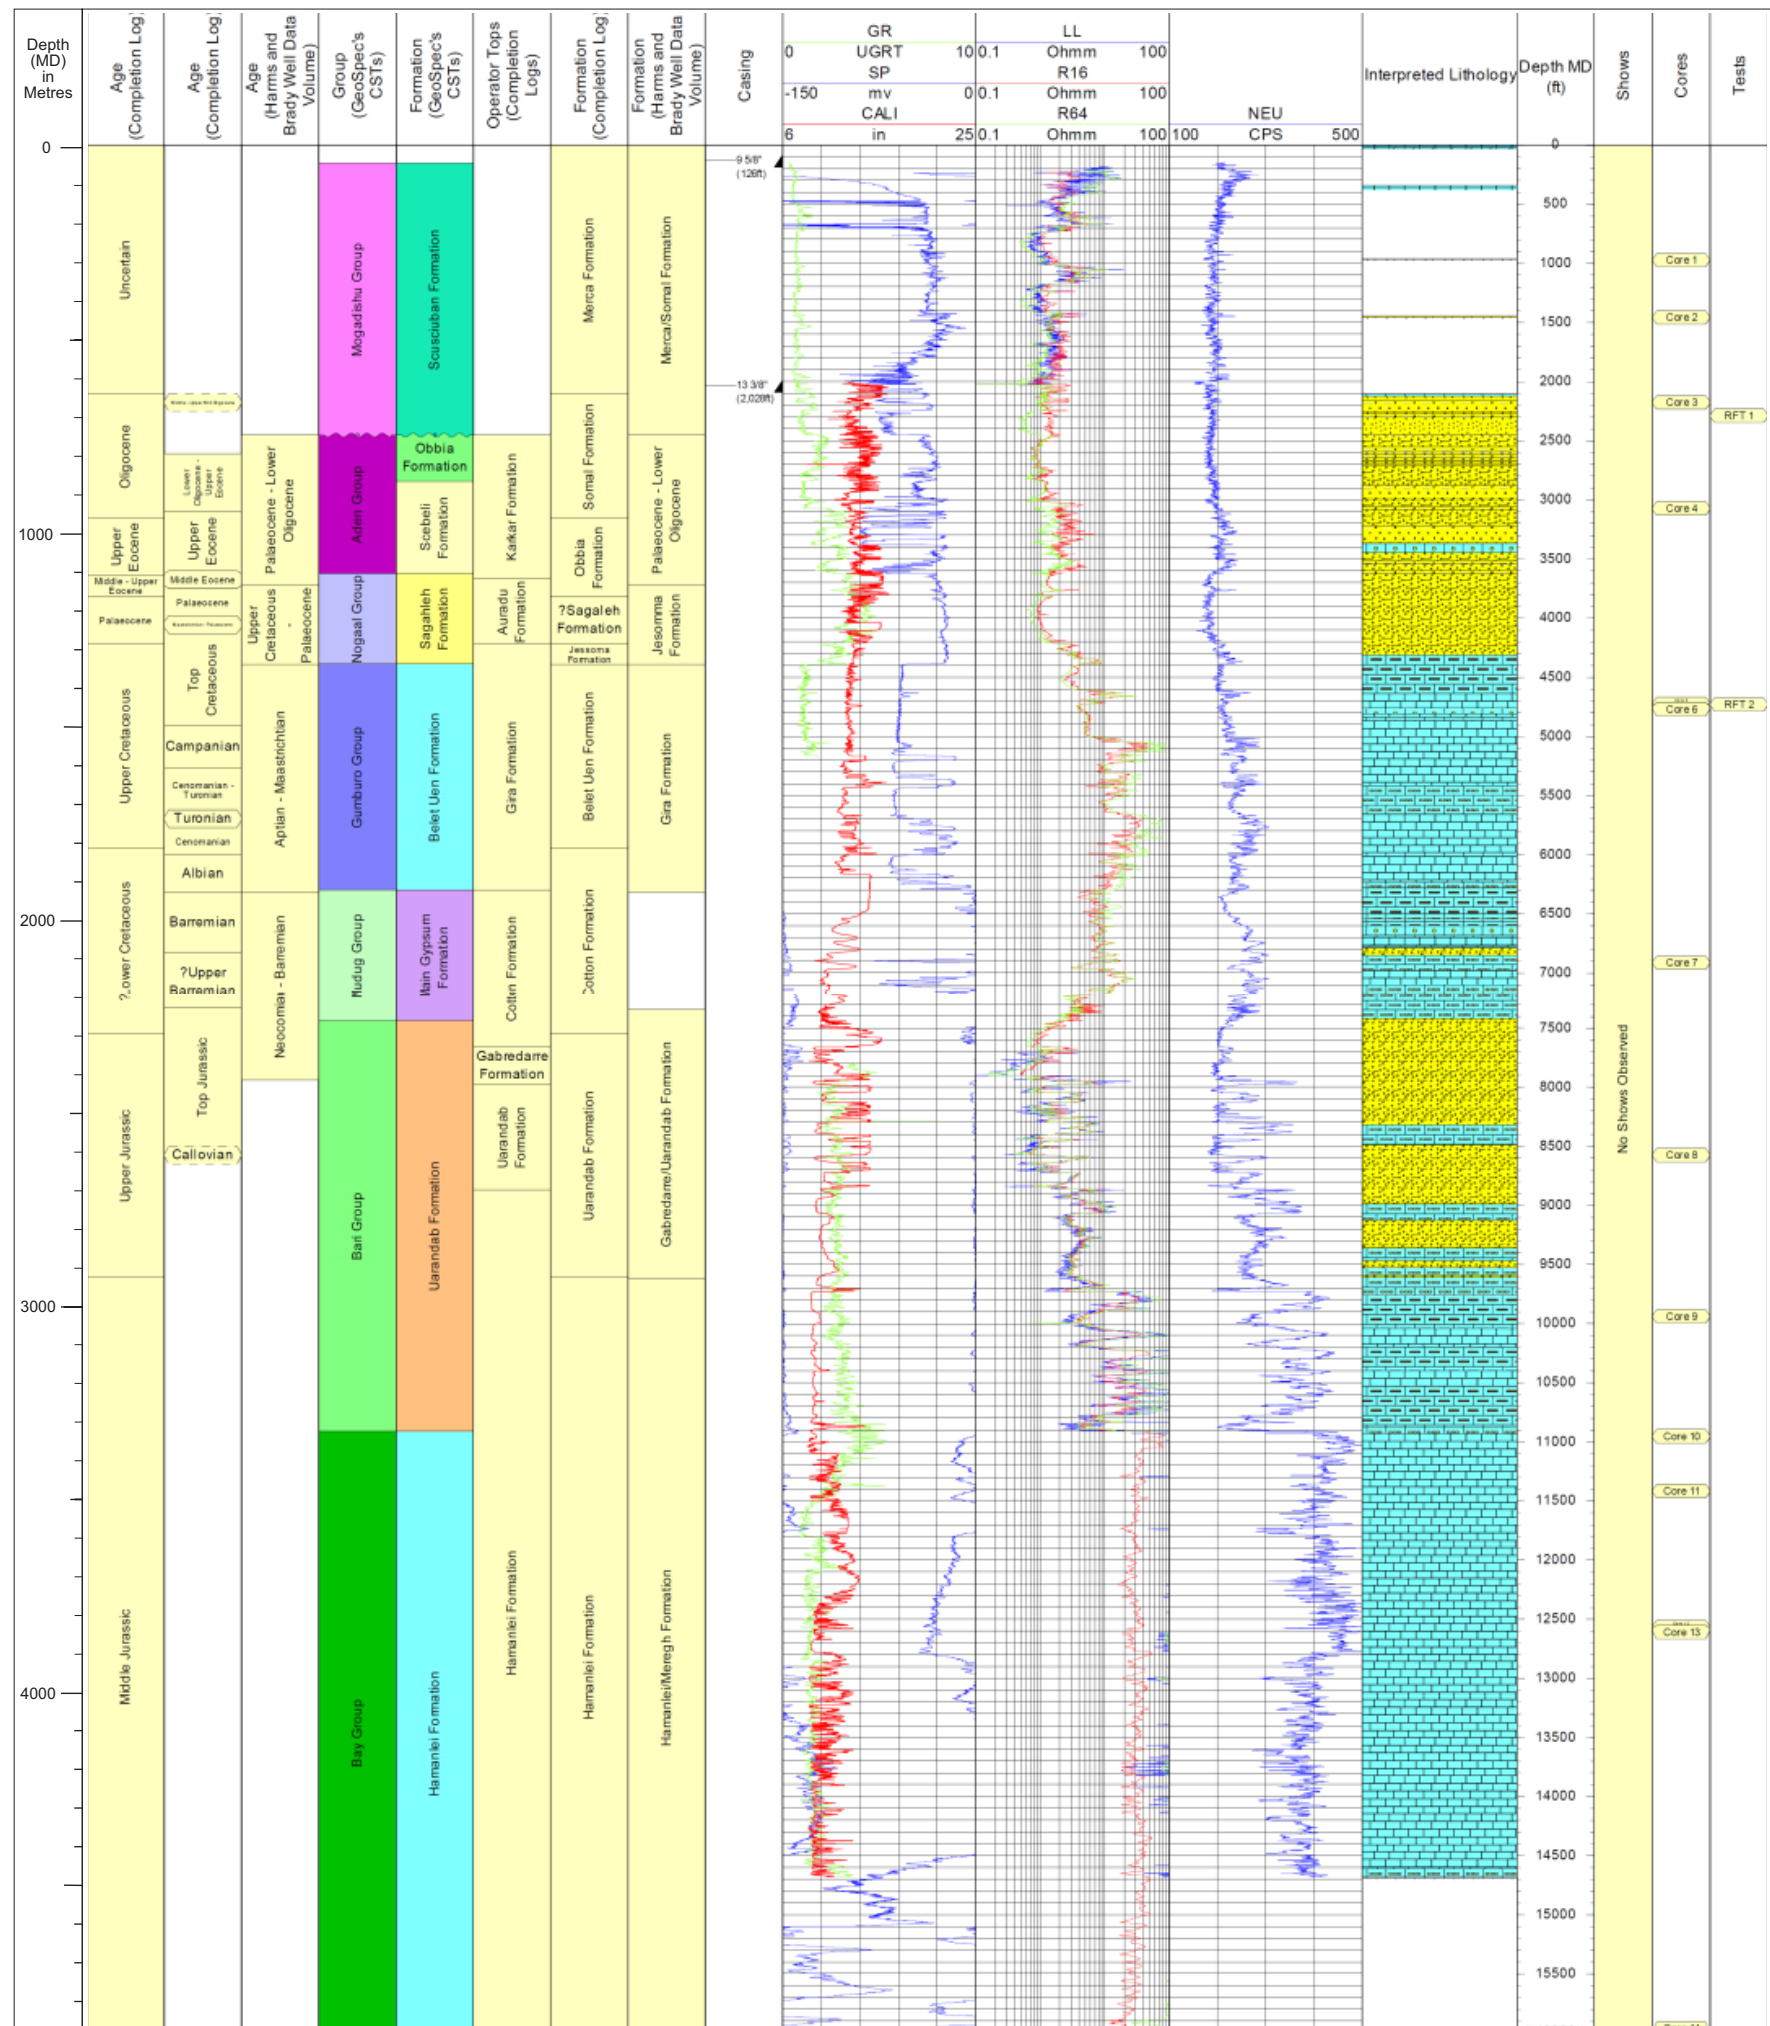 Depth
(MD)
in
Metres
Age
(Completion Log)
Age
(Completion Log)
Age
(Harms and
Brady Well Data
Volume)
Group
(GeoSpec's
CSTs)
Formation
(GeoSpec's
CSTs)
Operator Tops
(Completion
Logs)
Formation
(Completion Log)
Formation
(Harms and
Brady Well Data
Volume)
Casing
GR
0 UGRT 10
SP
-150 mv 0
CALI
6 in 25
LL
0.1 Ohmm 100
R16
0.1 Ohmm 100
R64
0.1 Ohmm 100
NEU
100 CPS 500
Interpreted Lithology
Depth MD
(ft)
Shows
Cores
Tests
0
1000
2000
3000
4000
Uncertain
Oligocene
Upper
Eocene
Middle - Upper
Eocene
Palaeocene
Upper Cretaceous
?Lower Cretaceous
Upper Jurassic
Middle Jurassic
Lower
Oligocene -
Upper
Eocene
Upper
Eocene
Middle Eocene
Palaeosene
Top
Cretaceous
Campanian
Cenomanian -
Turonian
Turonian
Cenomanian
Albian
Barremian
?Upper
Barremian
Top Jurassic
Callovian
Palaeocene - Lower
Oligocene
Upper
Cretaceous
-
Palaeocene
Aptian - Maastrichtian
Neocomian - Barremian
Mogadishu Group
Aden Group
Nogaal Group
Gumburo Group
Mudug Group
Bari Group
Bay Group
Scusciuban Formation
Obbia
Formation
Scebeli
Formation
Sagahleh
Formation
Belet Uen Formation
Main Gypsum
Formation
Uarandab Formation
Hamanlei Formation
Karkar Formation
Auradu
Formation
Gira Formation
Cotten Formation
Gabredarre
Formation
Uarandab
Formation
Hamanlei Formation
Merca Formation
Somal Formation
Obbia
Formation
?Sagaleh
Formation
Jessoma
Formation
Belet Uen Formation
Cotton Formation
Uarandab Formation
Hamanlei Formation
Merca/Somal Formation
Palaeocene - Lower
Oligocene
Jesomma
Formation
Gira Formation
Gabredarre/Uarandab Formation
Hamanlei/Meregh Formation
9 5/8"
(126ft)
13 3/8"
(2,028ft)
0
500
1000
1500
2000
2500
3000
3500
4000
4500
5000
5500
6000
6500
7000
7500
8000
8500
9000
9500
10000
10500
11000
11500
12000
12500
13000
13500
14000
14500
15000
15500
No Shows Observed
Core 1
Core 2
Core 3
Core 4
Core 6
Core 7
Core 8
Core 9
Core 10
Core 11
Core 13
RFT 1
RFT 2